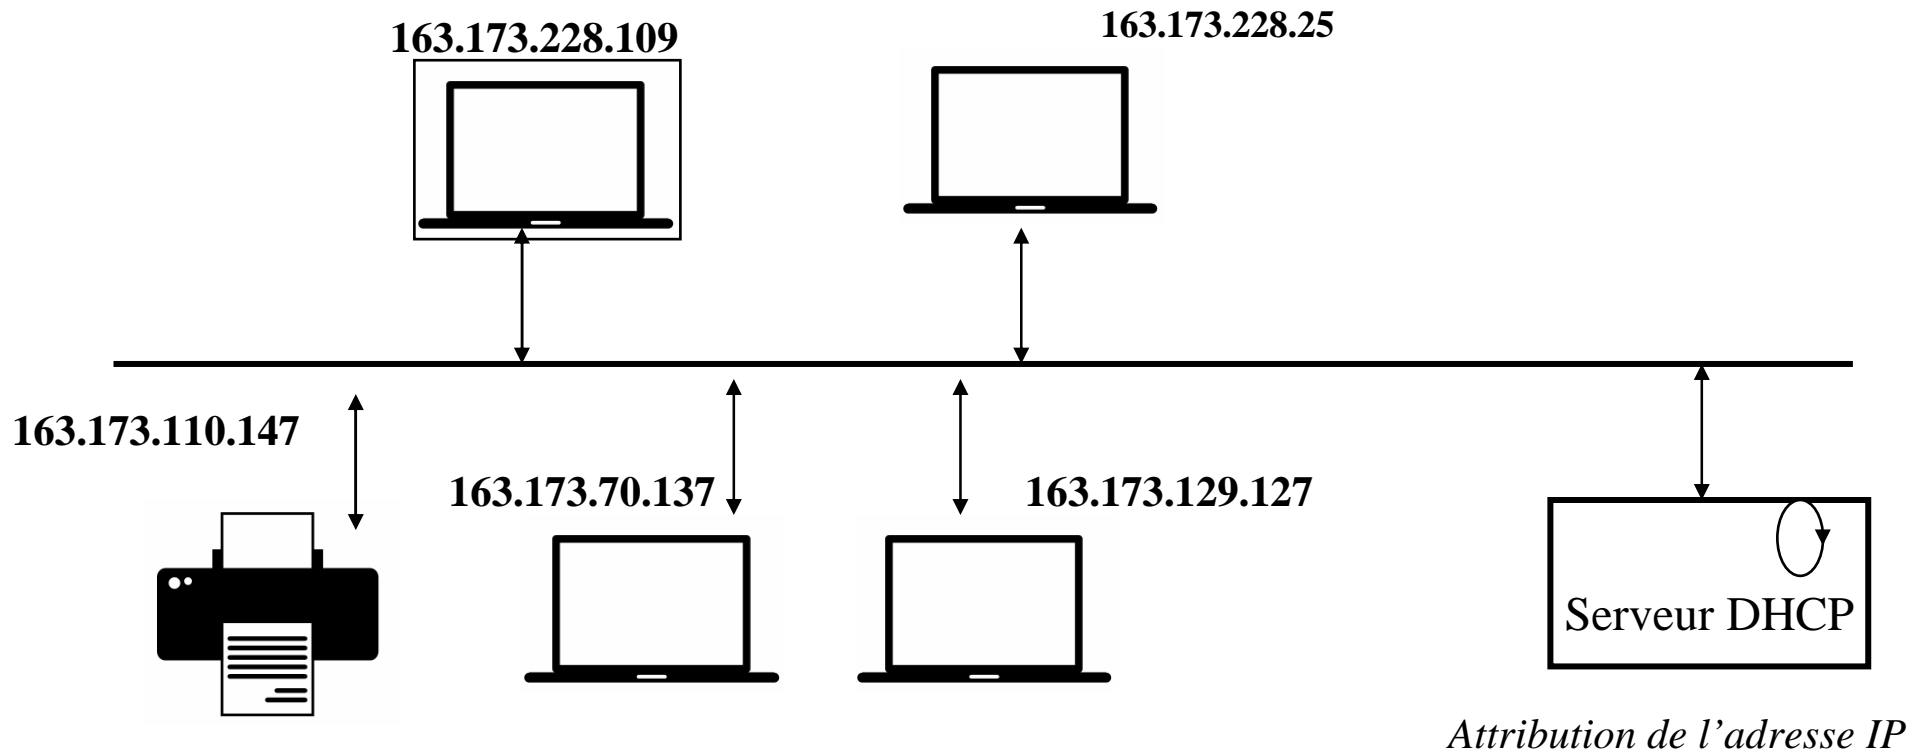 163.173.228.109
163.173.228.25
163.173.110.147
163.173.70.137
163.173.129.127
Serveur DHCP
Attribution de l’adresse IP